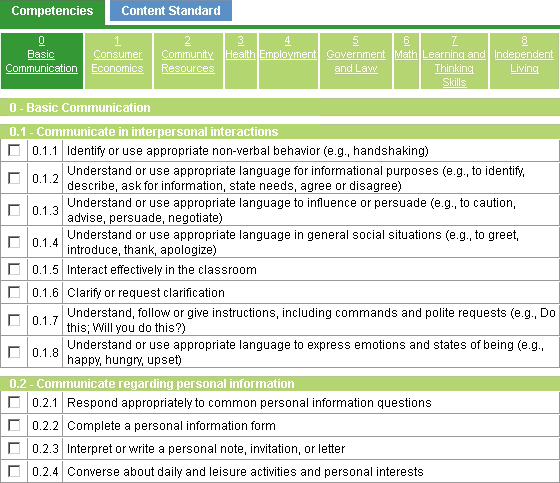 Competencies
Content Standard
0
Basic
Communication
1
Consumer
Economics
2
Community
Resources
3
Health
4
Employment
5
Government
and Law
6
Math
7
Learning and
Thinking
Skills
8
Independent
Living
0 - Basic Communication
0.1 - Communicate in interpersonal interactions
0.1.1 Identify or use appropriate non-verbal behavior (e.g., handshaking)
0.1.2 Understand or use appropriate language for informational purposes (e.g., to identify,
describe, ask for information, state needs, agree or disagree)
0.1.3 Understand or use appropriate language to influence or persuade (e.g., to caution,
advise, persuade, negotiate)
0.1.4 Understand or use appropriate language in general social situations (e.g., to greet,
introduce, thank, apologize)
0.1.5 Interact effectively in the classroom
0.1.6 Clarify or request clarification
0.1.7 Understand, follow or give instructions, including commands and polite requests (e.g., Do
this; Will you do this?)
0.1.8 Understand or use appropriate language to express emotions and states of being (e.g.,
happy, hungry, upset)
0.2 - Communicate regarding personal information
0.2.1 Respond appropriately to common personal information questions
0.2.2 Complete a personal information form
0.2.3 Interpret or write a personal note, invitation, or letter
0.2.4 Converse about daily and leisure activities and personal interests